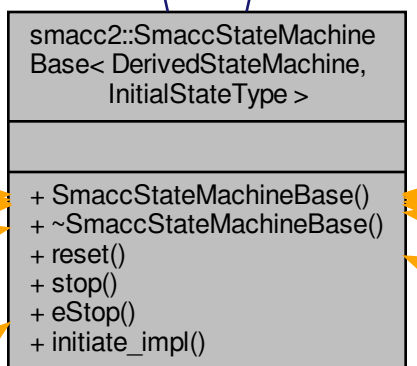 smacc2::SmaccStateMachine
Base< DerivedStateMachine,
InitialStateType >
+ SmaccStateMachineBase()
+ ~SmaccStateMachineBase()
+ reset()
+ stop()
+ eStop()
+ initiate_impl()